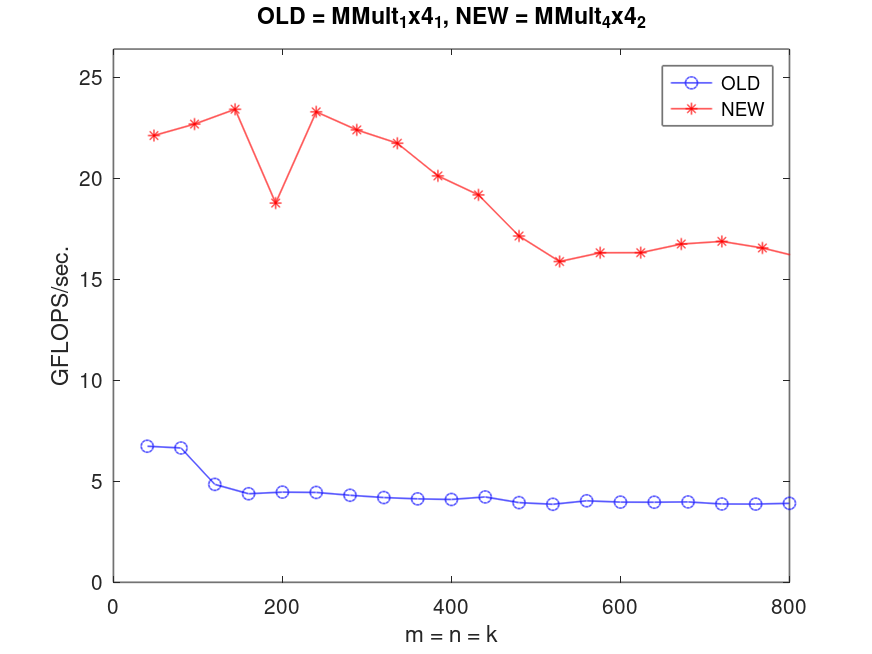 OLD = MMult₁x4₁, NEW = MMult₄x4₂
OLD
NEW
25
20
15
10
5
0
GFLOPS/sec.
0 200 400 600 800
m = n = k